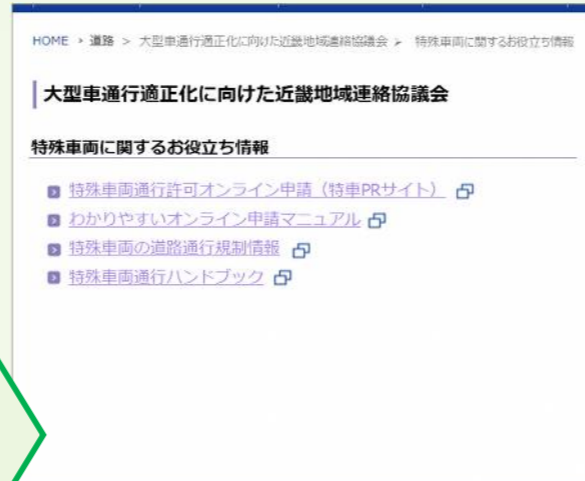 HOME > 道路 > 大型車通行適正化に向けた近畿地域連絡協議会 > 特殊車両に関するお役立ち情報
大型車通行適正化に向けた近畿地域連絡協議会
特殊車両に関するお役立ち情報
特殊車両通行許可オンライン申請（特車PRサイト）
わかりやすいオンライン申請マニュアル
特殊車両の道路通行規制情報
特殊車両通行ハンドブック